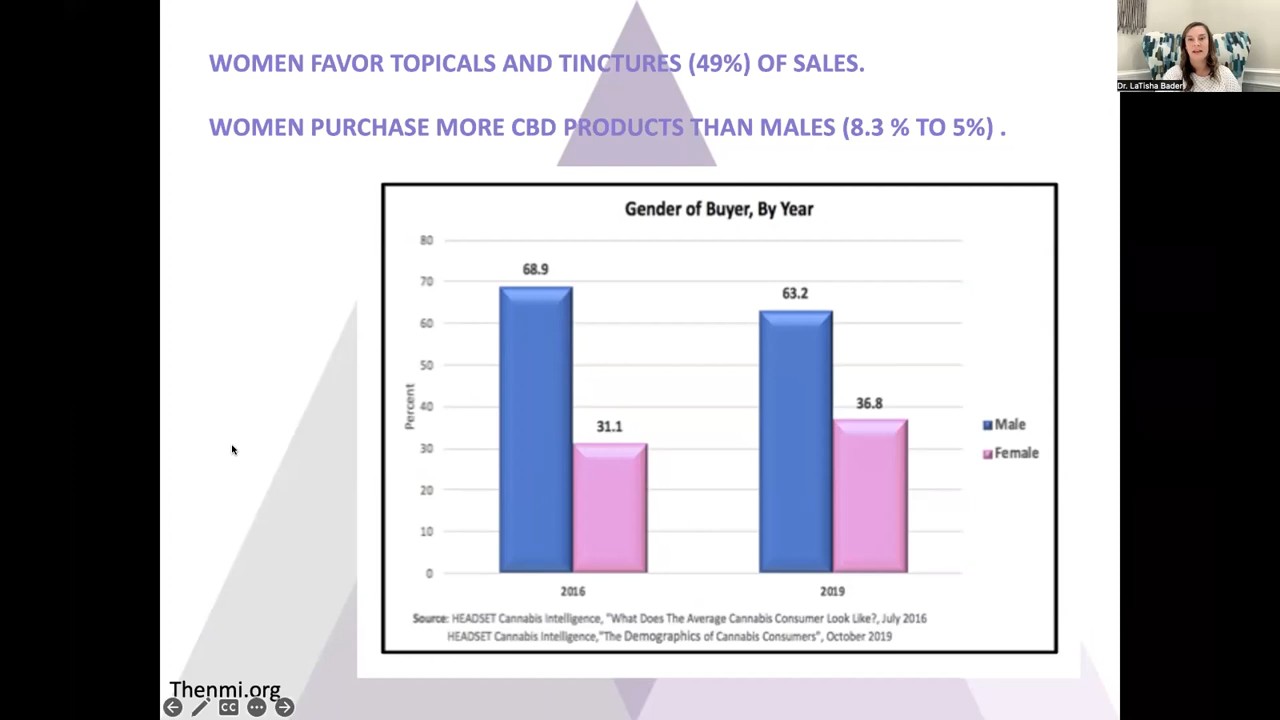 WOMEN FAVOR TOPICALS AND TINCTURES (49%) OF SALES.
WOMEN PURCHASE MORE CBD PRODUCTS THAN MALES (8.3 % TO 5%) .
Dr. LaTisha Bader
Gender of Buyer, By Year
80
70
60
50
40
30
20
10
0
Percent
68.9
31.1
63.2
36.8
2016
2019
Male
Female
Source: HEADSET Cannabis Intelligence, "What Does The Average Cannabis Consumer Look Like?, July 2016
HEADSET Cannabis Intelligence,"The Demographics of Cannabis Consumers", October 2019
Thenmi.org
CC